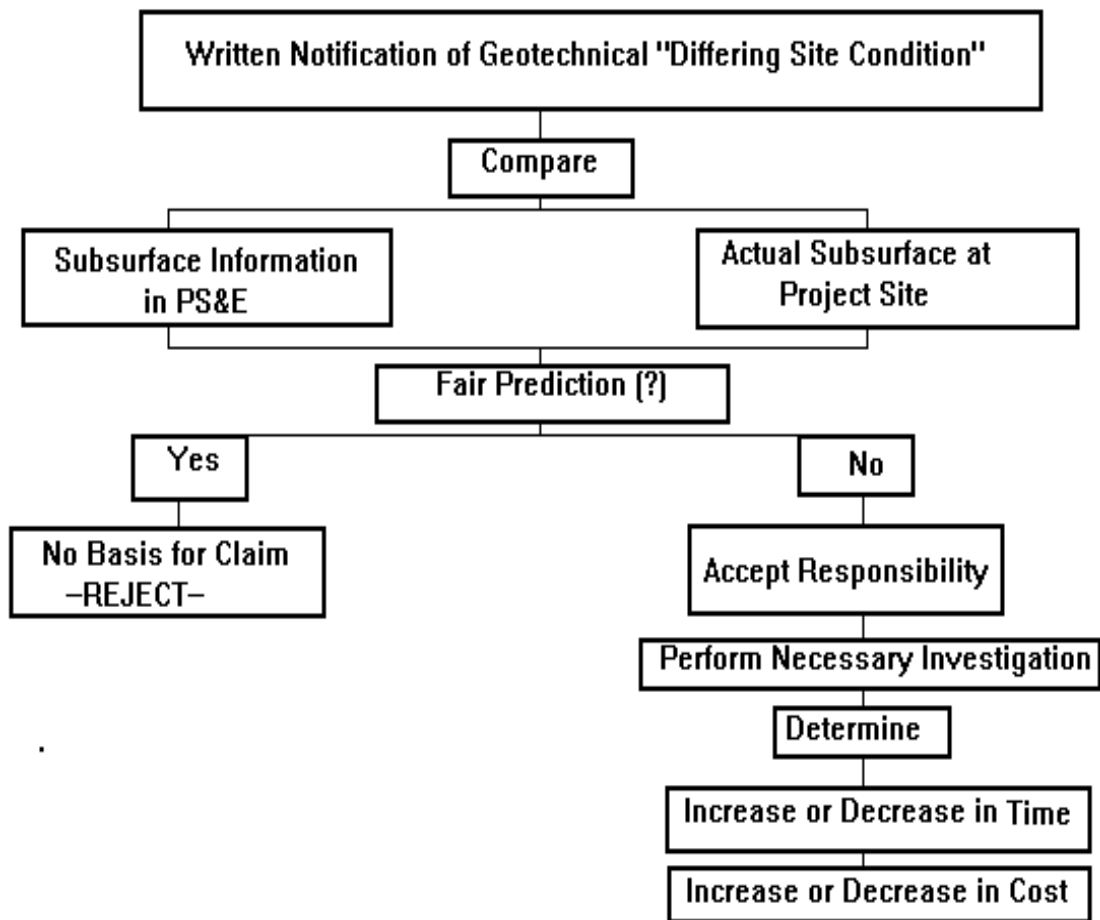 Written Notification of Geotechnical "Differing Site Condition"
Compare
Subsurface Information
in PS&E
Actual Subsurface at
Project Site
Fair Prediction (?)
Yes
No
No Basis for Claim
–REJECT–
Accept Responsibility
Perform Necessary Investigation
Determine
Increase or Decrease in Time
Increase or Decrease in Cost